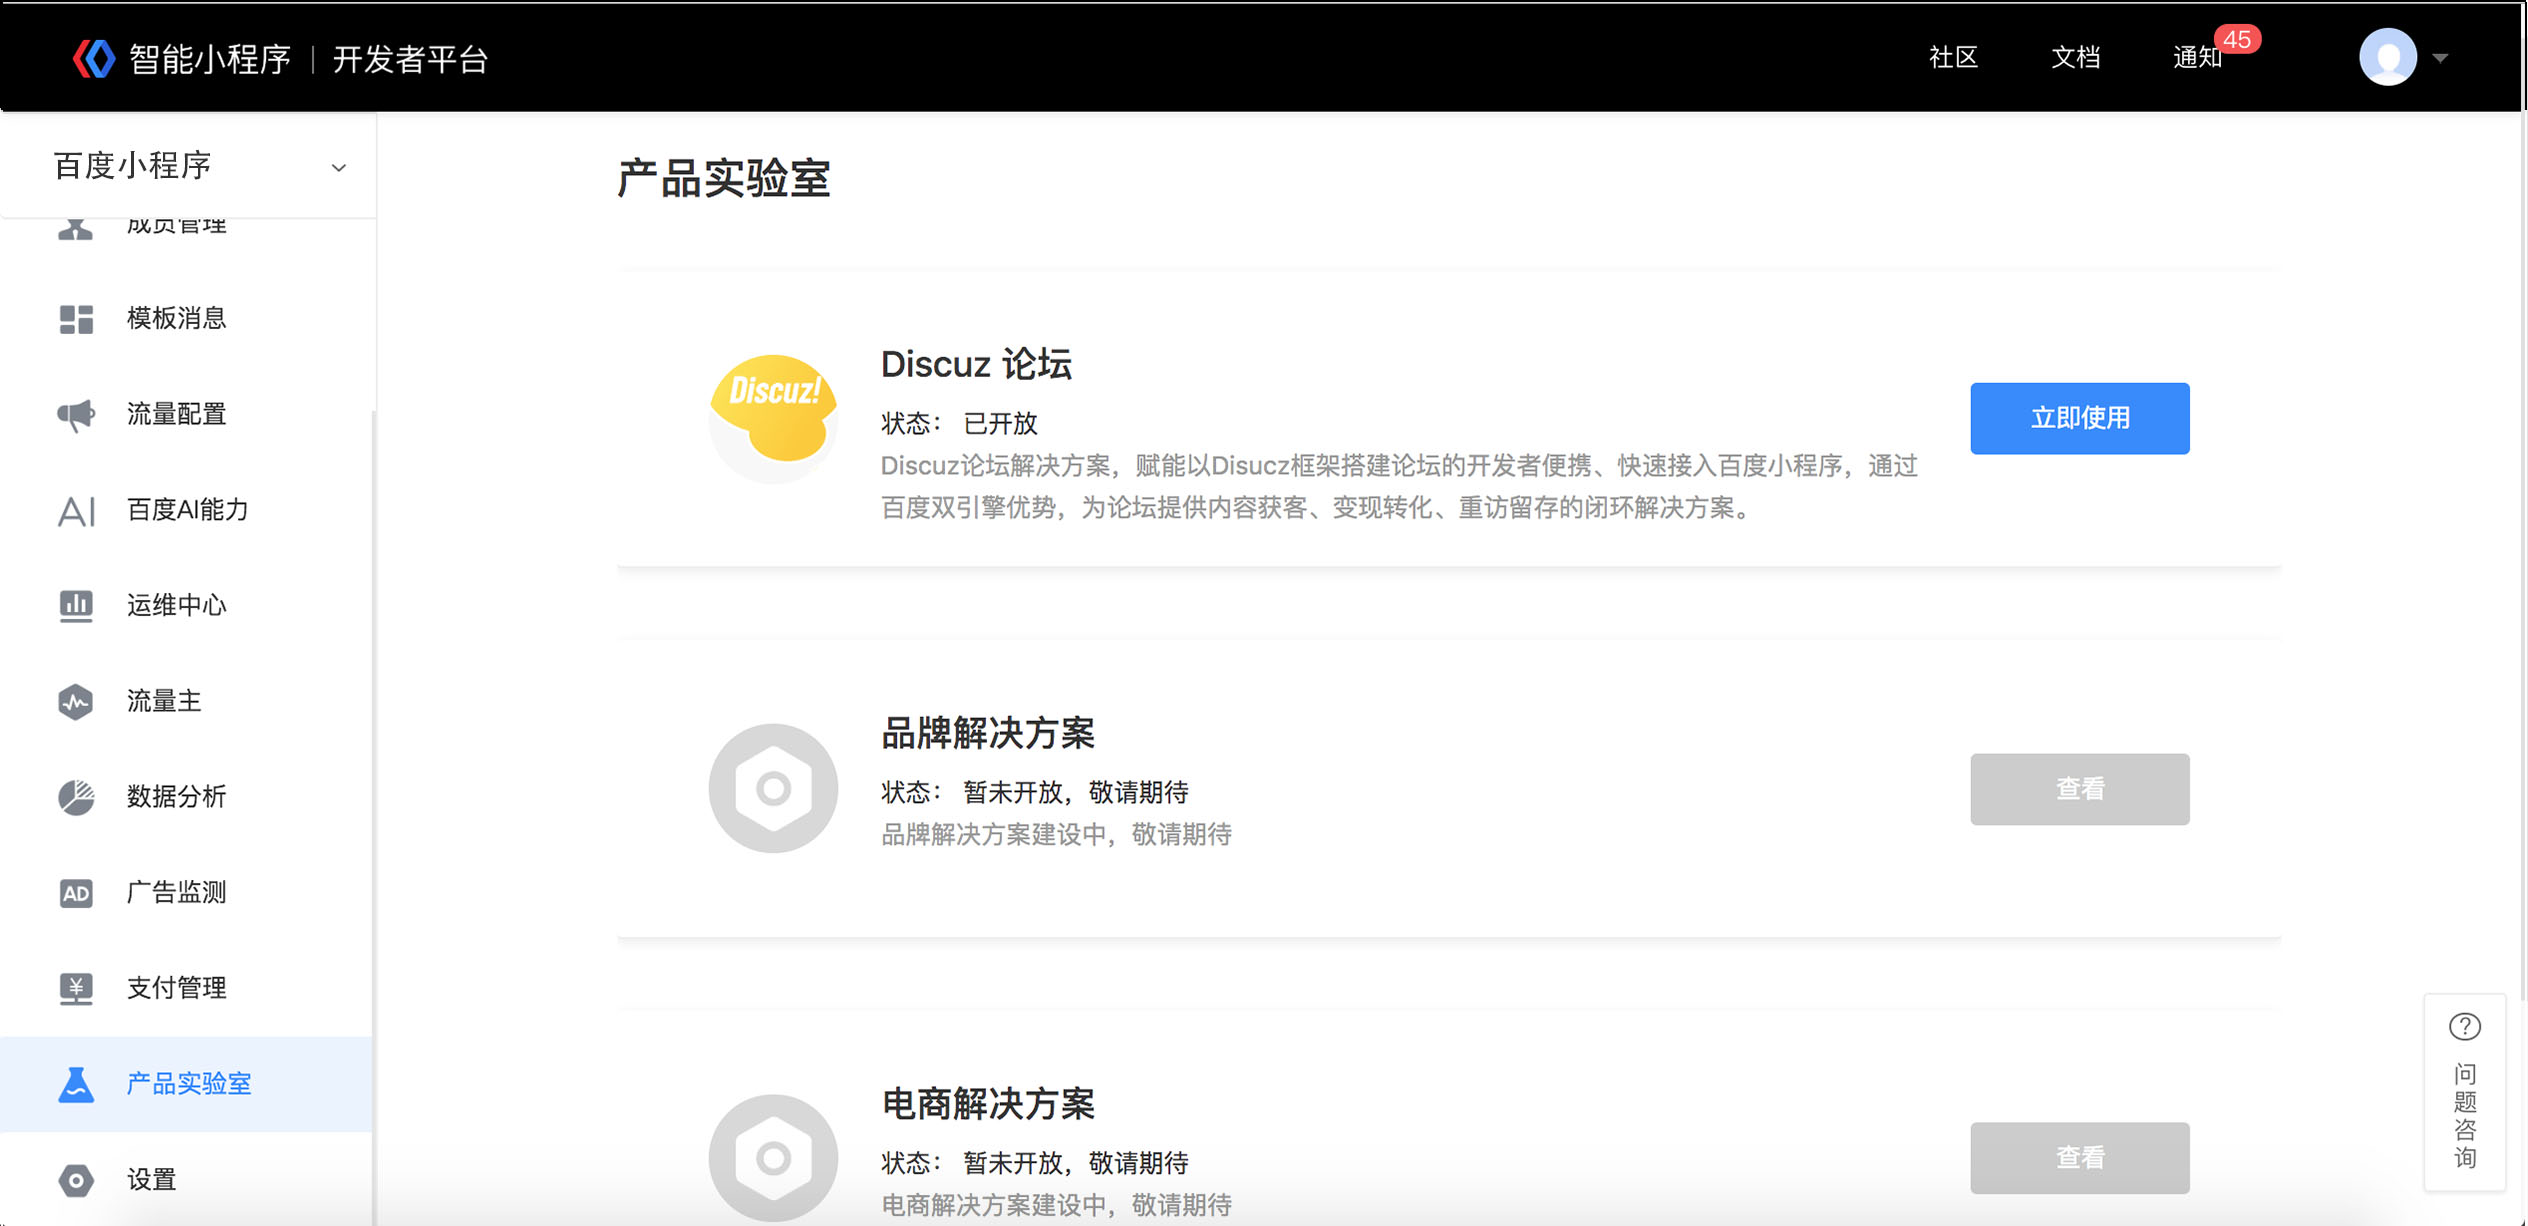 智能小程序 | 开发者平台
社区
文档
通知
45
百度小程序
成员管理
模板消息
流量配置
AI 百度AI能力
运维中心
流量主
数据分析
AD 广告监测
¥ 支付管理
产品实验室
设置
产品实验室
Discuz!
Discuz 论坛
状态： 已开放
Discuz论坛解决方案，赋能以Disucz框架搭建论坛的开发者便携、快速接入百度小程序，通过
百度双引擎优势，为论坛提供内容获客、变现转化、重访留存的闭环解决方案。
立即使用
品牌解决方案
状态： 暂未开放，敬请期待
品牌解决方案建设中，敬请期待
查看
电商解决方案
状态： 暂未开放，敬请期待
电商解决方案建设中，敬请期待
查看
?
问
题
咨
询